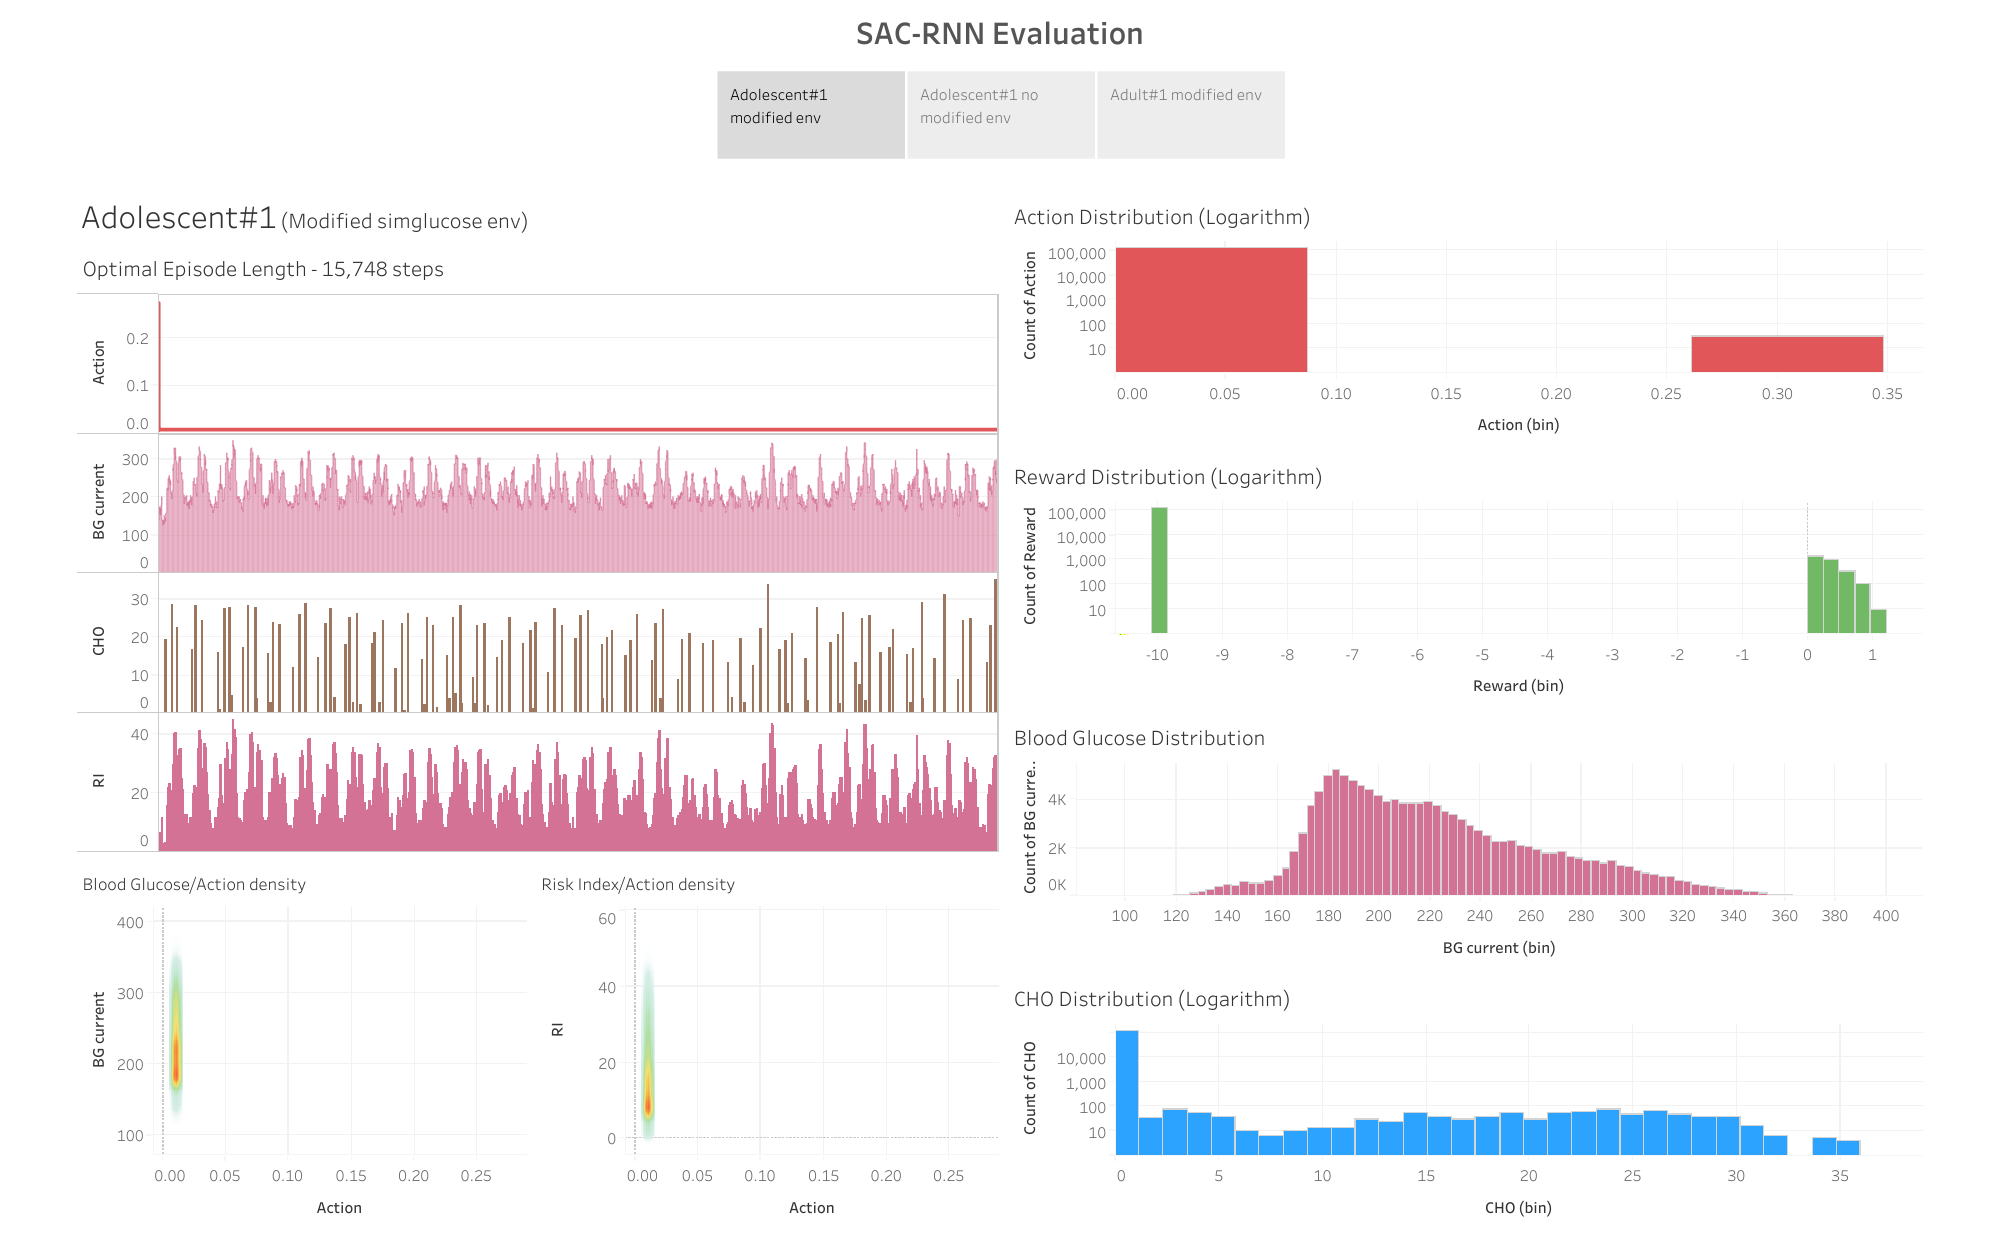 SAC-RNN Evaluation
Adolescent#1
modified env
Adolescent#1 no
modified env
Adult#1 modified env
Adolescent#1 (Modified simglucose env)
Optimal Episode Length - 15,748 steps
Action
0.2
0.1
0.0
BG current
300
200
100
0
CHO
30
20
10
0
RI
40
20
0
Blood Glucose/Action density
BG current
400
300
200
100
0.00 0.05 0.10 0.15 0.20 0.25
Action
Risk Index/Action density
RI
60
40
20
0
0.00 0.05 0.10 0.15 0.20 0.25
Action
Action Distribution (Logarithm)
Count of Action
100,000
10,000
1,000
100
10
0.00 0.05 0.10 0.15 0.20 0.25 0.30 0.35
Action (bin)
Reward Distribution (Logarithm)
Count of Reward
100,000
10,000
1,000
100
10
-10 -9 -8 -7 -6 -5 -4 -3 -2 -1 0 1
Reward (bin)
Blood Glucose Distribution
Count of BG curre..
4K
2K
0K
100 120 140 160 180 200 220 240 260 280 300 320 340 360 380 400
BG current (bin)
CHO Distribution (Logarithm)
Count of CHO
10,000
1,000
100
10
0 5 10 15 20 25 30 35
CHO (bin)